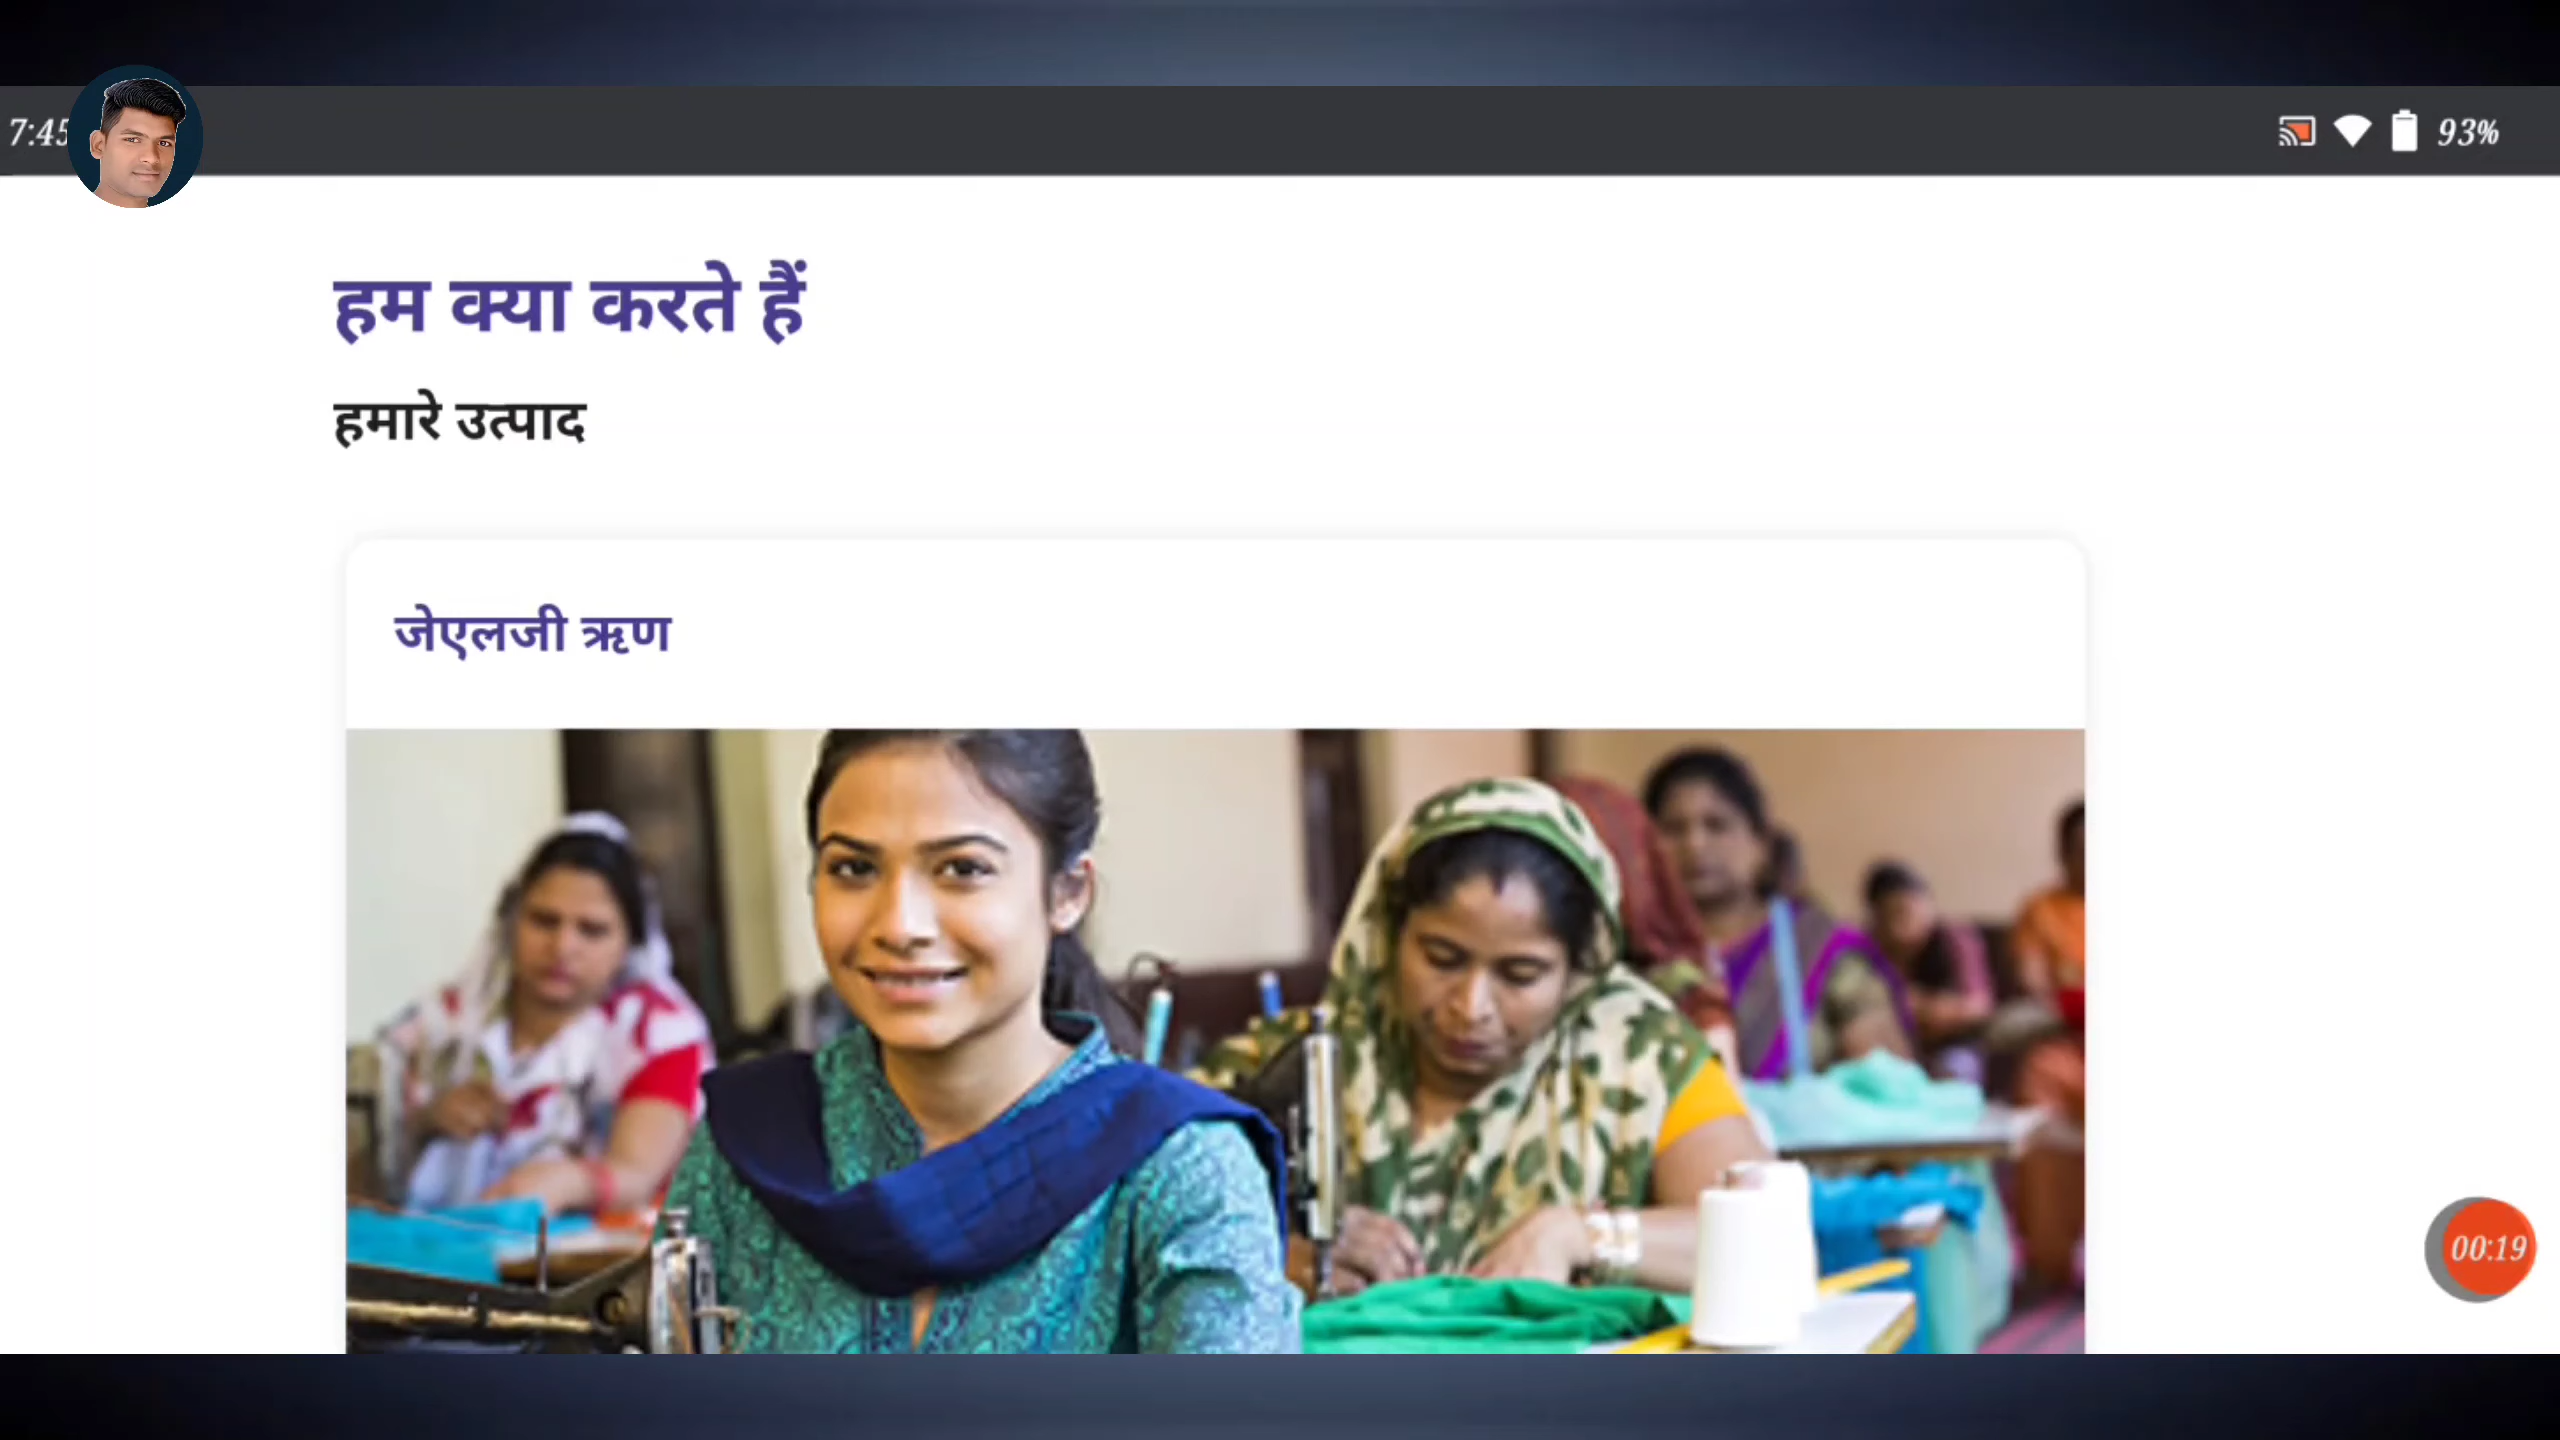 7:45
93%
हम क्या करते हैं
हमारे उत्पाद
जेएलजी ऋण
00:19